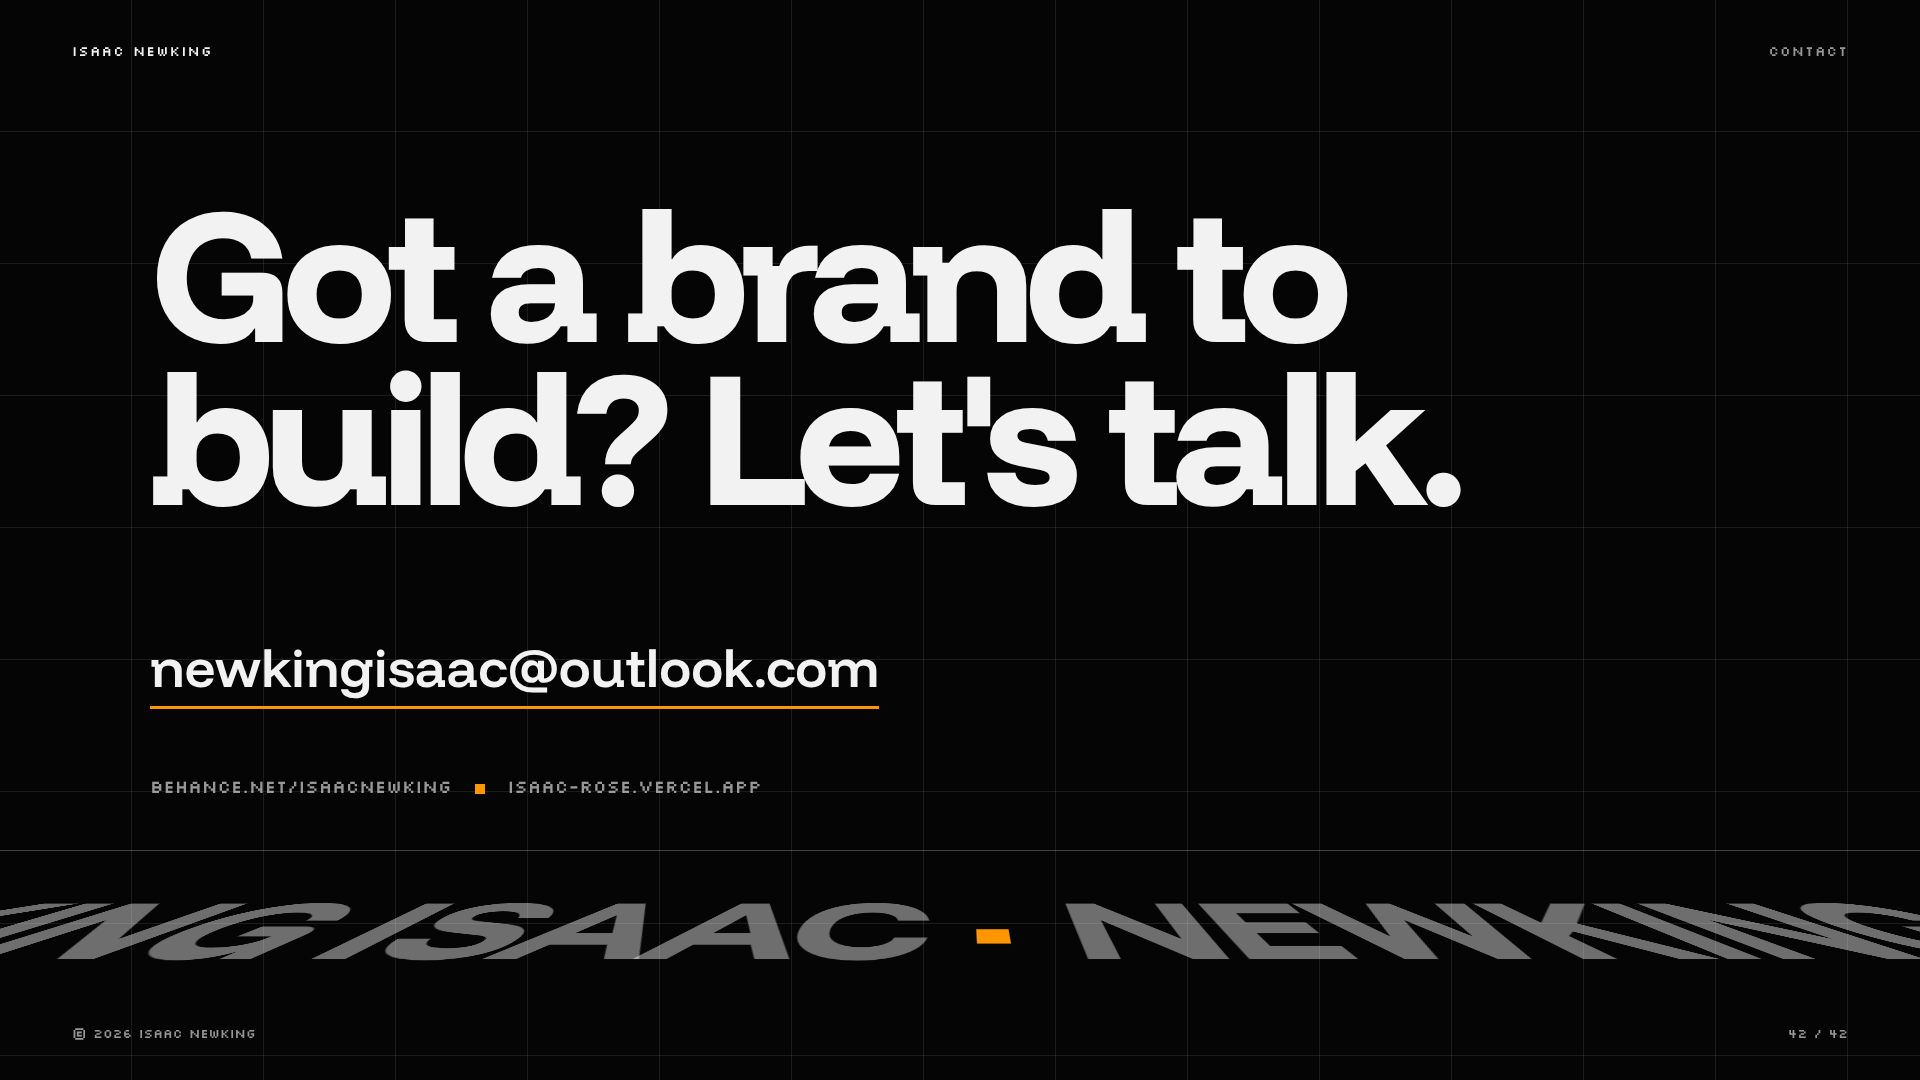 ISAAC NEWKING
CONTACT
Got a brand to
build? Let's talk.
newkingisaac@outlook.com
BEHANCE.NET/ISAACNEWKING ISAAC-ROSE.VERCEL.APP
NG ISAAC NEWKING
© 2026 ISAAC NEWKING
42 / 42